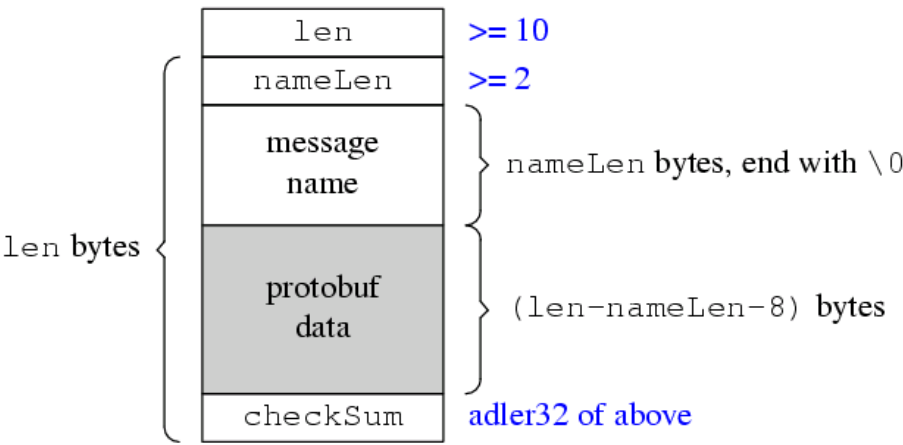 len >= 10
nameLen >= 2
message
name
nameLen bytes, end with \0
len bytes
protobuf
data
(len-nameLen-8) bytes
checkSum adler32 of above